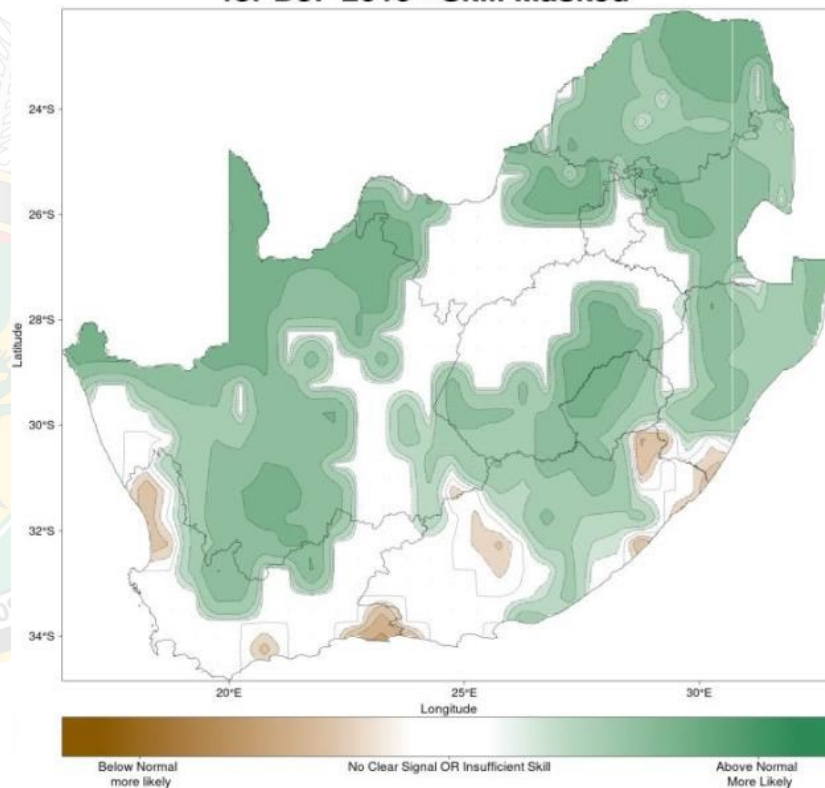 24°S
26°S
28°S
30°S
32°S
34°S
Latitude
20°E
25°E
30°E
Longitude
Below Normal
more likely
No Clear Signal OR Insufficient Skill
Above Normal
More Likely